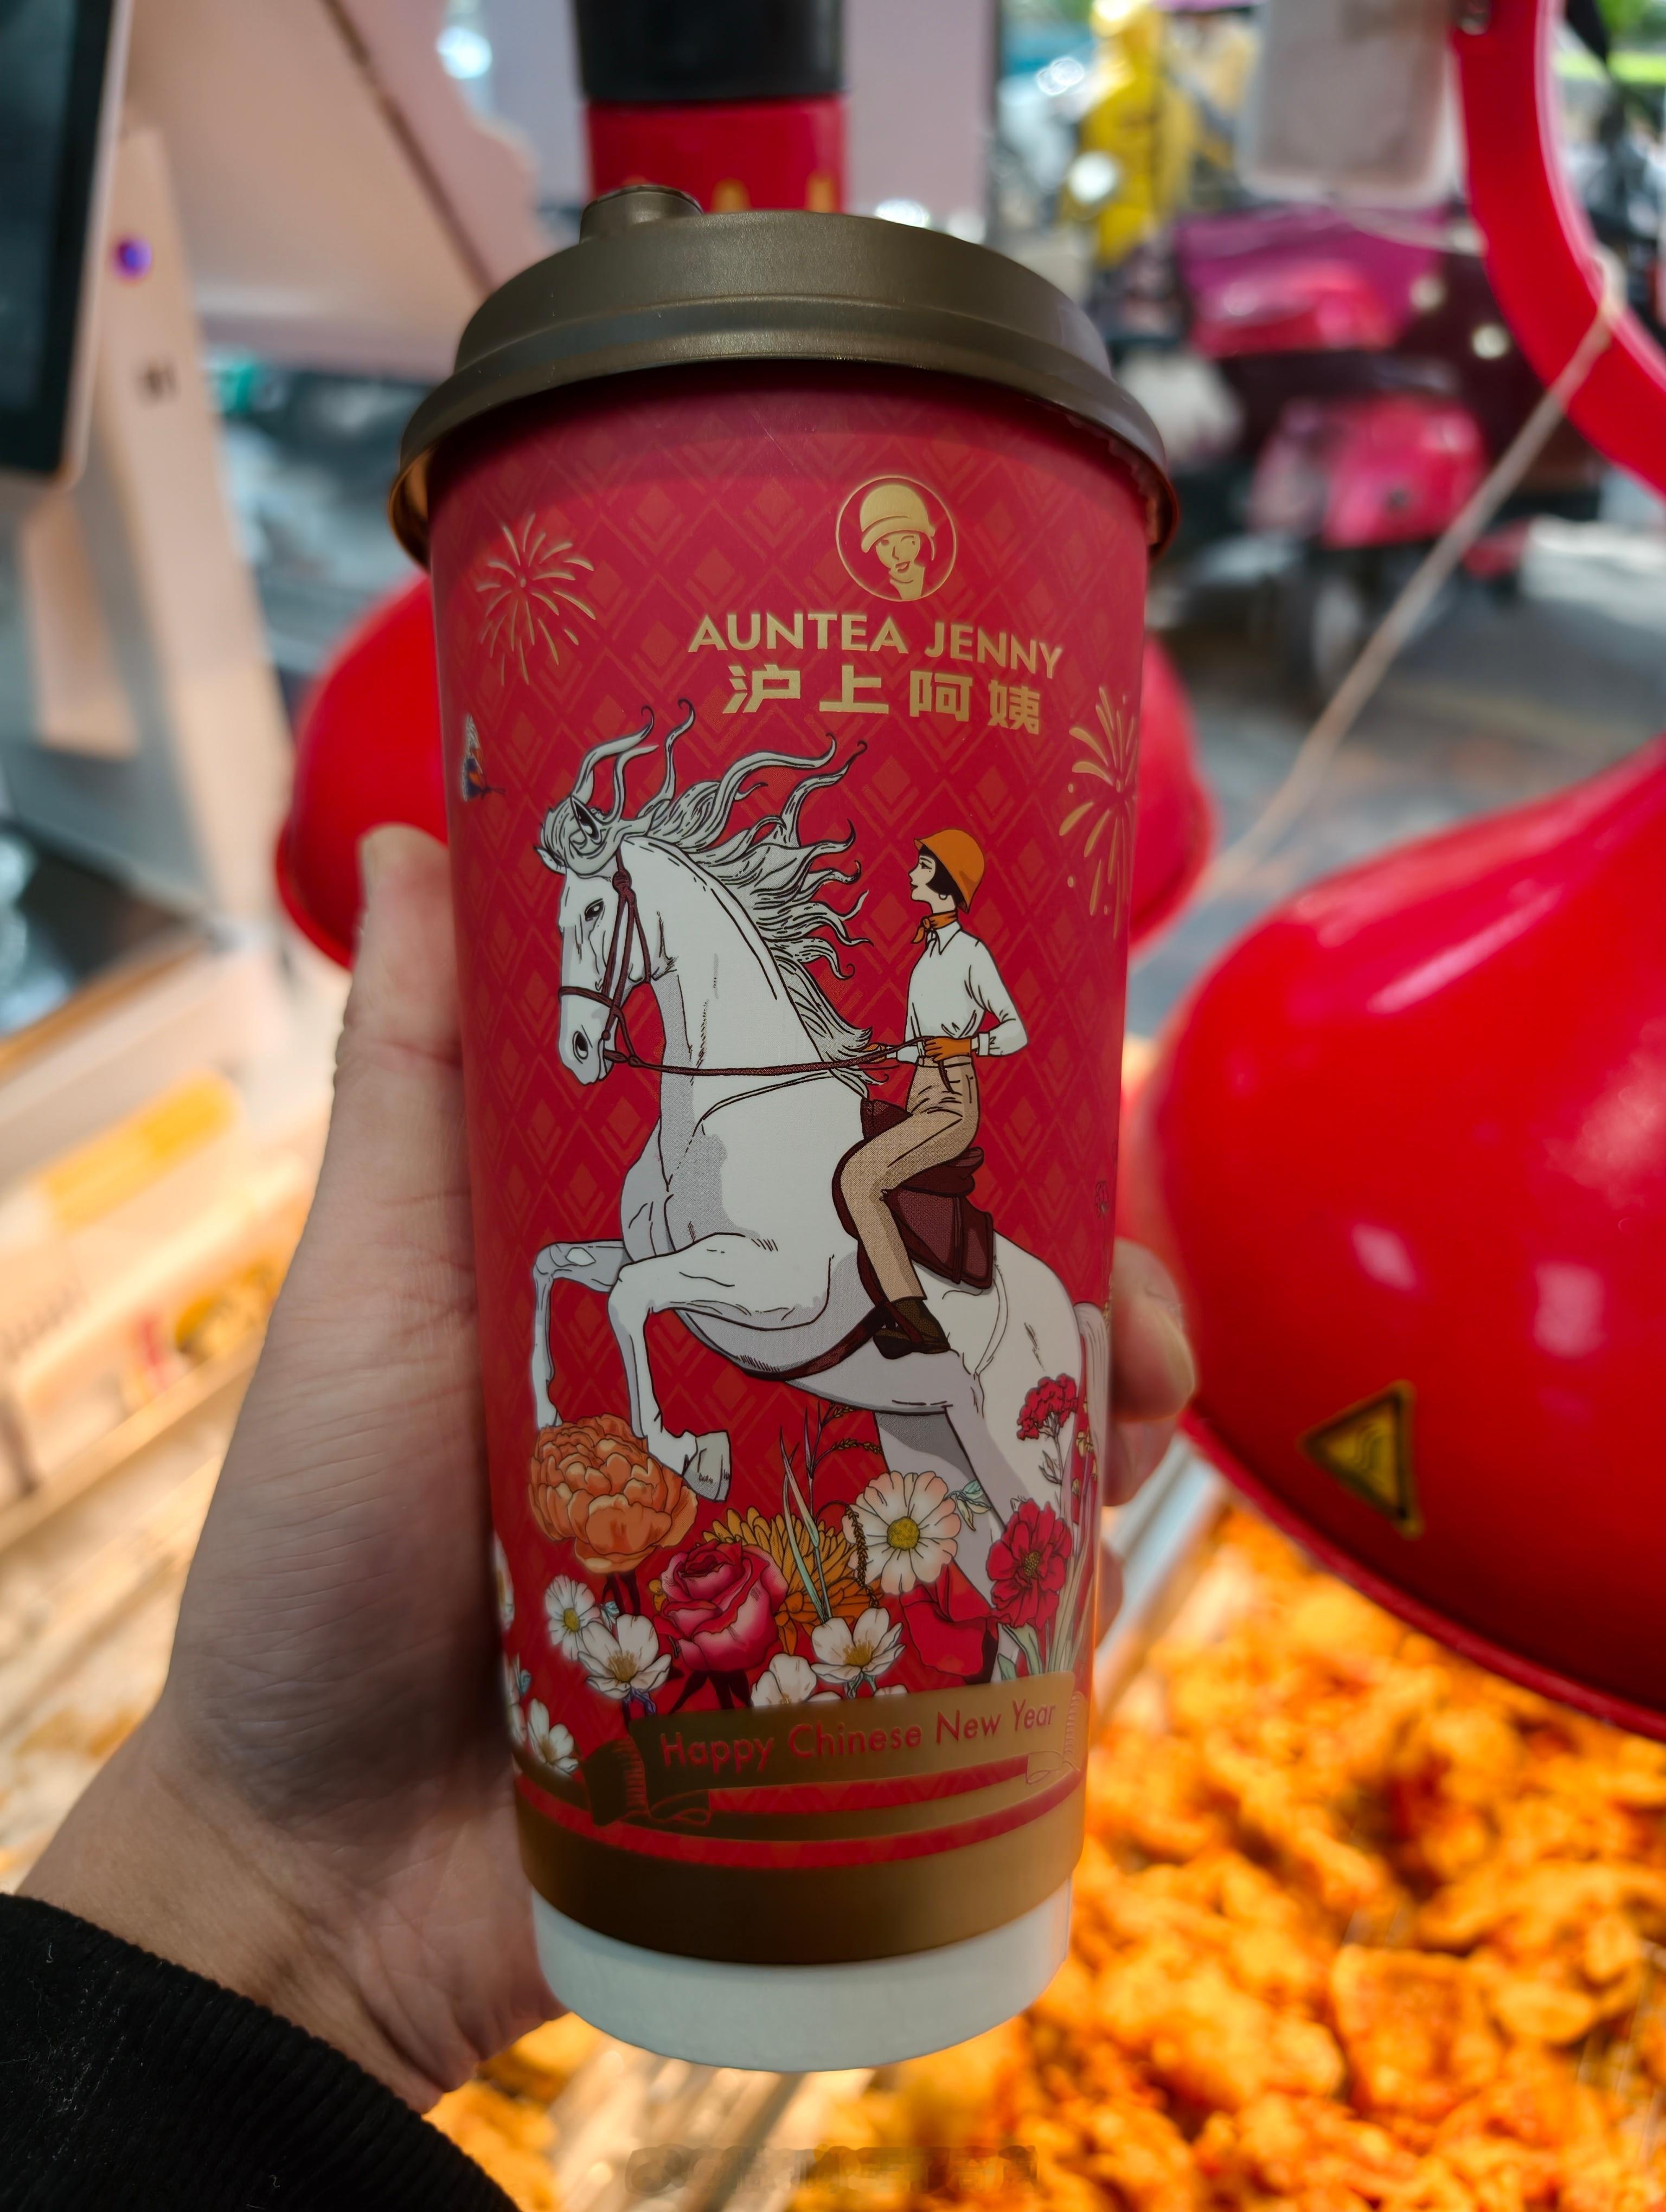 AUNTEA JENNY
沪上阿姨
Happy Chinese New Year